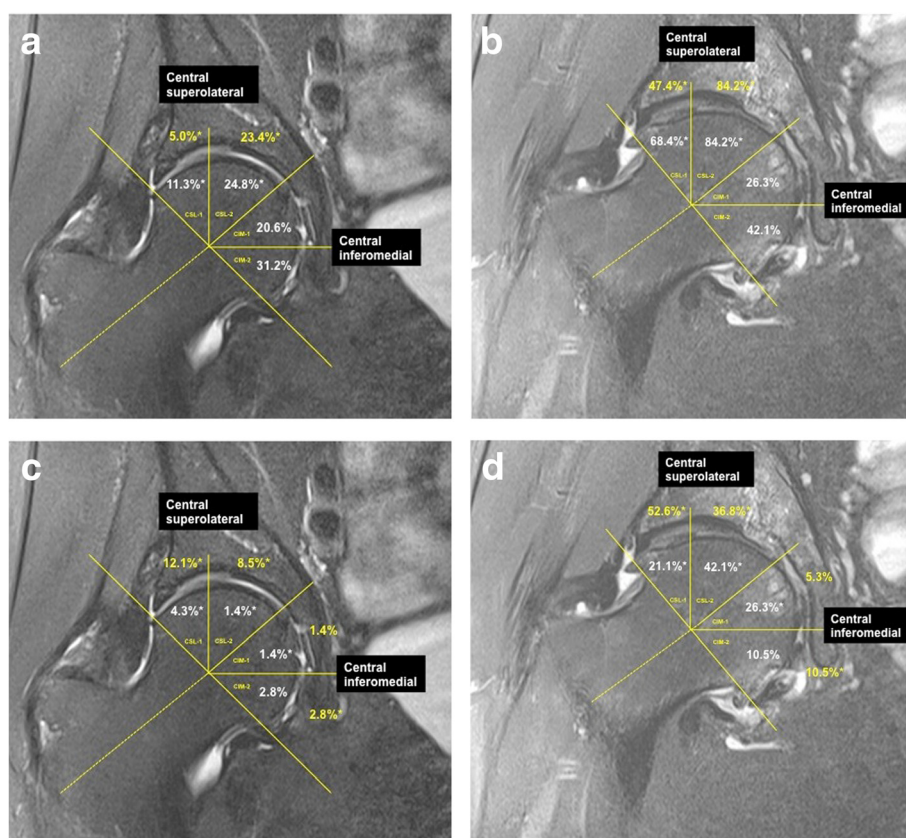 a
Central
superolateral
5.0%*
23.4%*
11.3%*
24.8%*
CSL-1
CSL-2
20.6%
CIM-1
Central
inferomedial
CIM-2
31.2%
b
Central
superolateral
47.4%*
84.2%*
68.4%*
84.2%*
CSL-1
CSL-2
26.3%
CIM-1
Central
inferomedial
CIM-2
42.1%
c
Central
superolateral
12.1%*
8.5%*
4.3%*
1.4%*
CSL-1
CSL-2
1.4%
1.4%*
CIM-1
Central
inferomedial
CIM-2
2.8%
2.8%*
d
Central
superolateral
52.6%*
36.8%*
21.1%*
42.1%*
CSL-1
CSL-2
5.3%
26.3%*
CIM-1
Central
inferomedial
CIM-2
10.5%
10.5%*